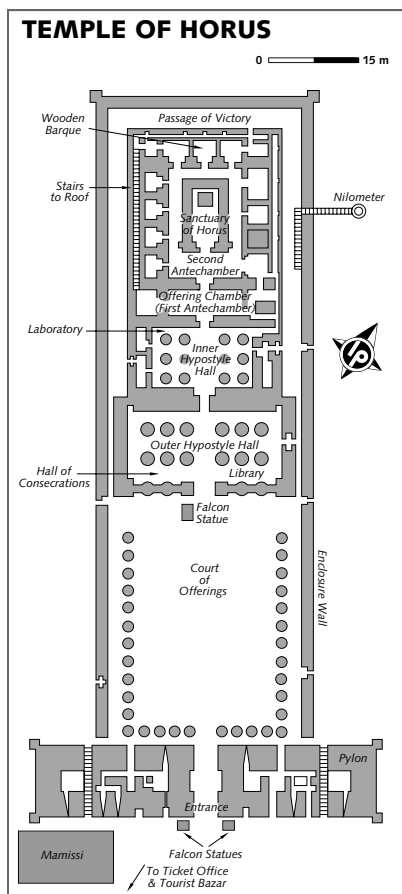 TEMPLE OF HORUS
0 15 m
Wooden
Barque
Passage of Victory
Stairs
to Roof
Nilometer
Sanctuary
of Horus
Second
Antechamber
Offering Chamber
(First Antechamber)
Laboratory
Inner
Hypostyle
Hall
Outer Hypostyle Hall
Hall of
Consecrations
Library
Falcon
Statue
Court
of
Offerings
Enclosure Wall
Pylon
Entrance
Mamissi
Falcon Statues
To Ticket Office
& Tourist Bazar